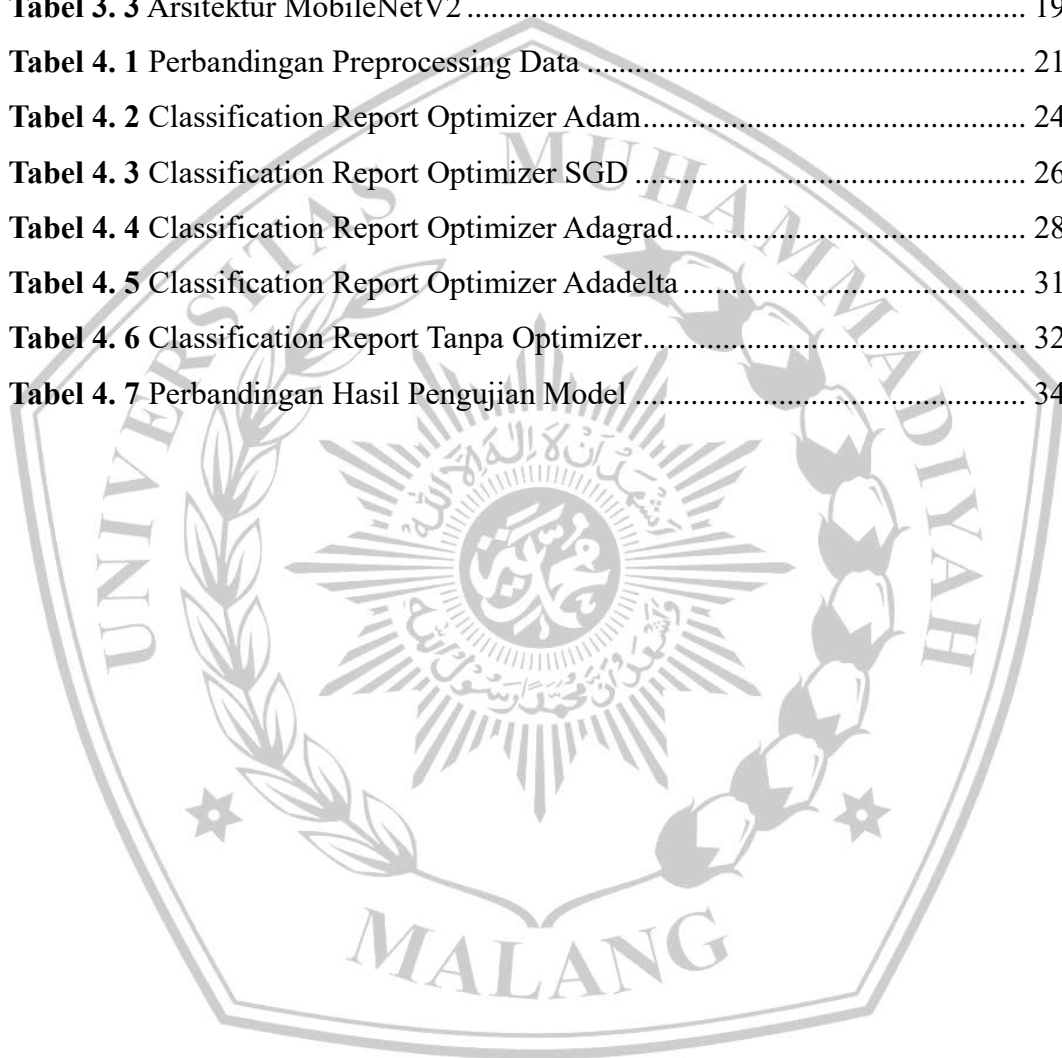 Tabel 3. 3 Arsitektur MobileNetV2 ........ 19
Tabel 4. 1 Perbandingan Preprocessing Data ........ 21
Tabel 4. 2 Classification Report Optimizer Adam ........ 24
Tabel 4. 3 Classification Report Optimizer SGD ........ 26
Tabel 4. 4 Classification Report Optimizer Adagrad ........ 28
Tabel 4. 5 Classification Report Optimizer Adadelta ........ 31
Tabel 4. 6 Classification Report Tanpa Optimizer ........ 32
Tabel 4. 7 Perbandingan Hasil Pengujian Model ........ 34
UNIVERSITAS MUHAMMADIYAH
MALANG